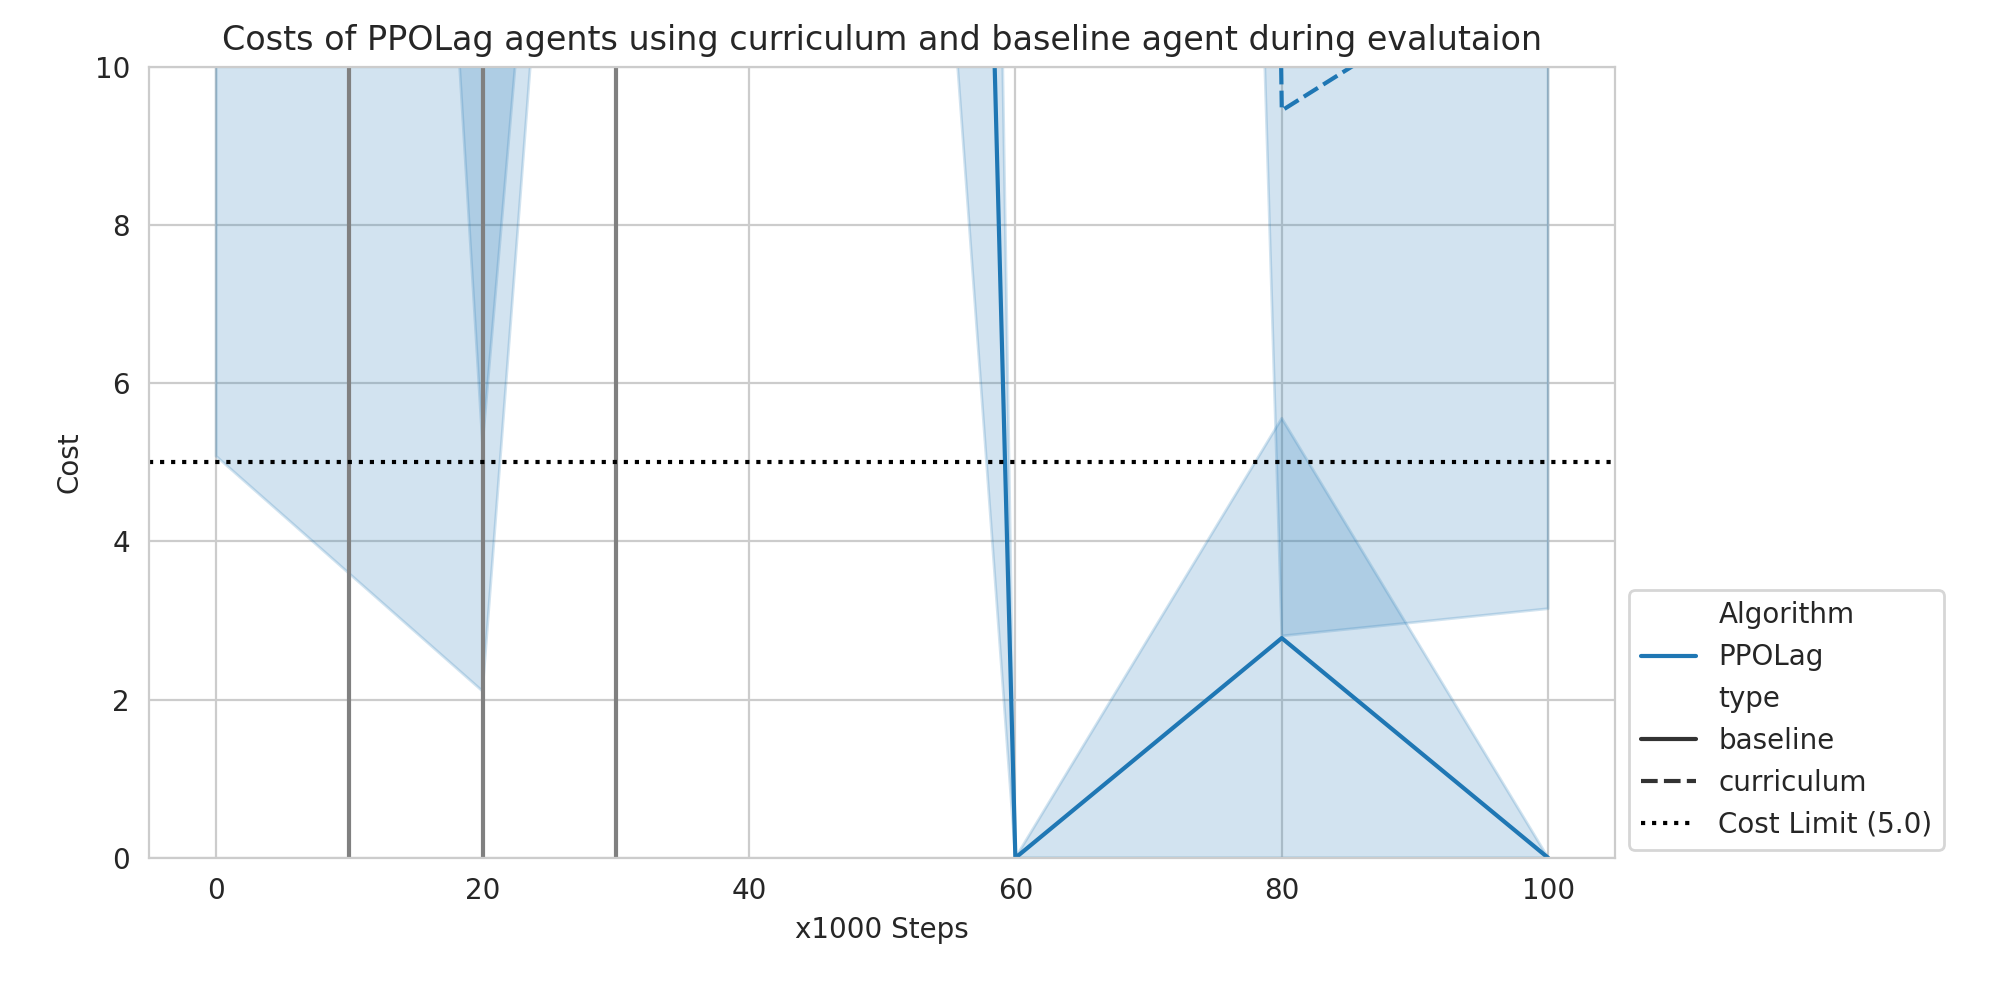 Costs of PPOLag agents using curriculum and baseline agent during evalutaion
10
8
6
4
2
0
Cost
0 20 40 60 80 100
x1000 Steps
Algorithm
PPOLag
type
baseline
curriculum
Cost Limit (5.0)